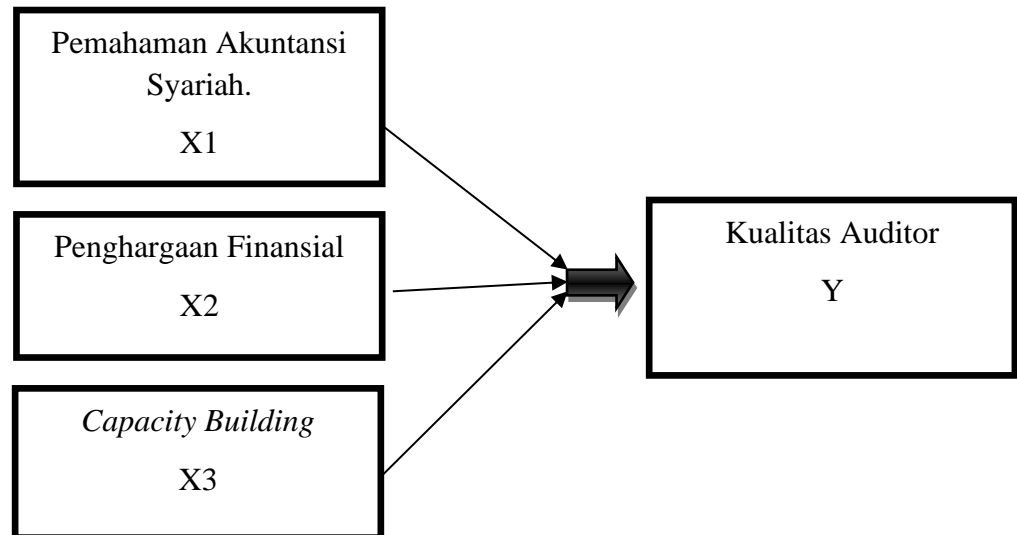 Pemahaman Akuntansi
Syariah.
X1
Penghargaan Finansial
X2
Capacity Building
X3
Kualitas Auditor
Y